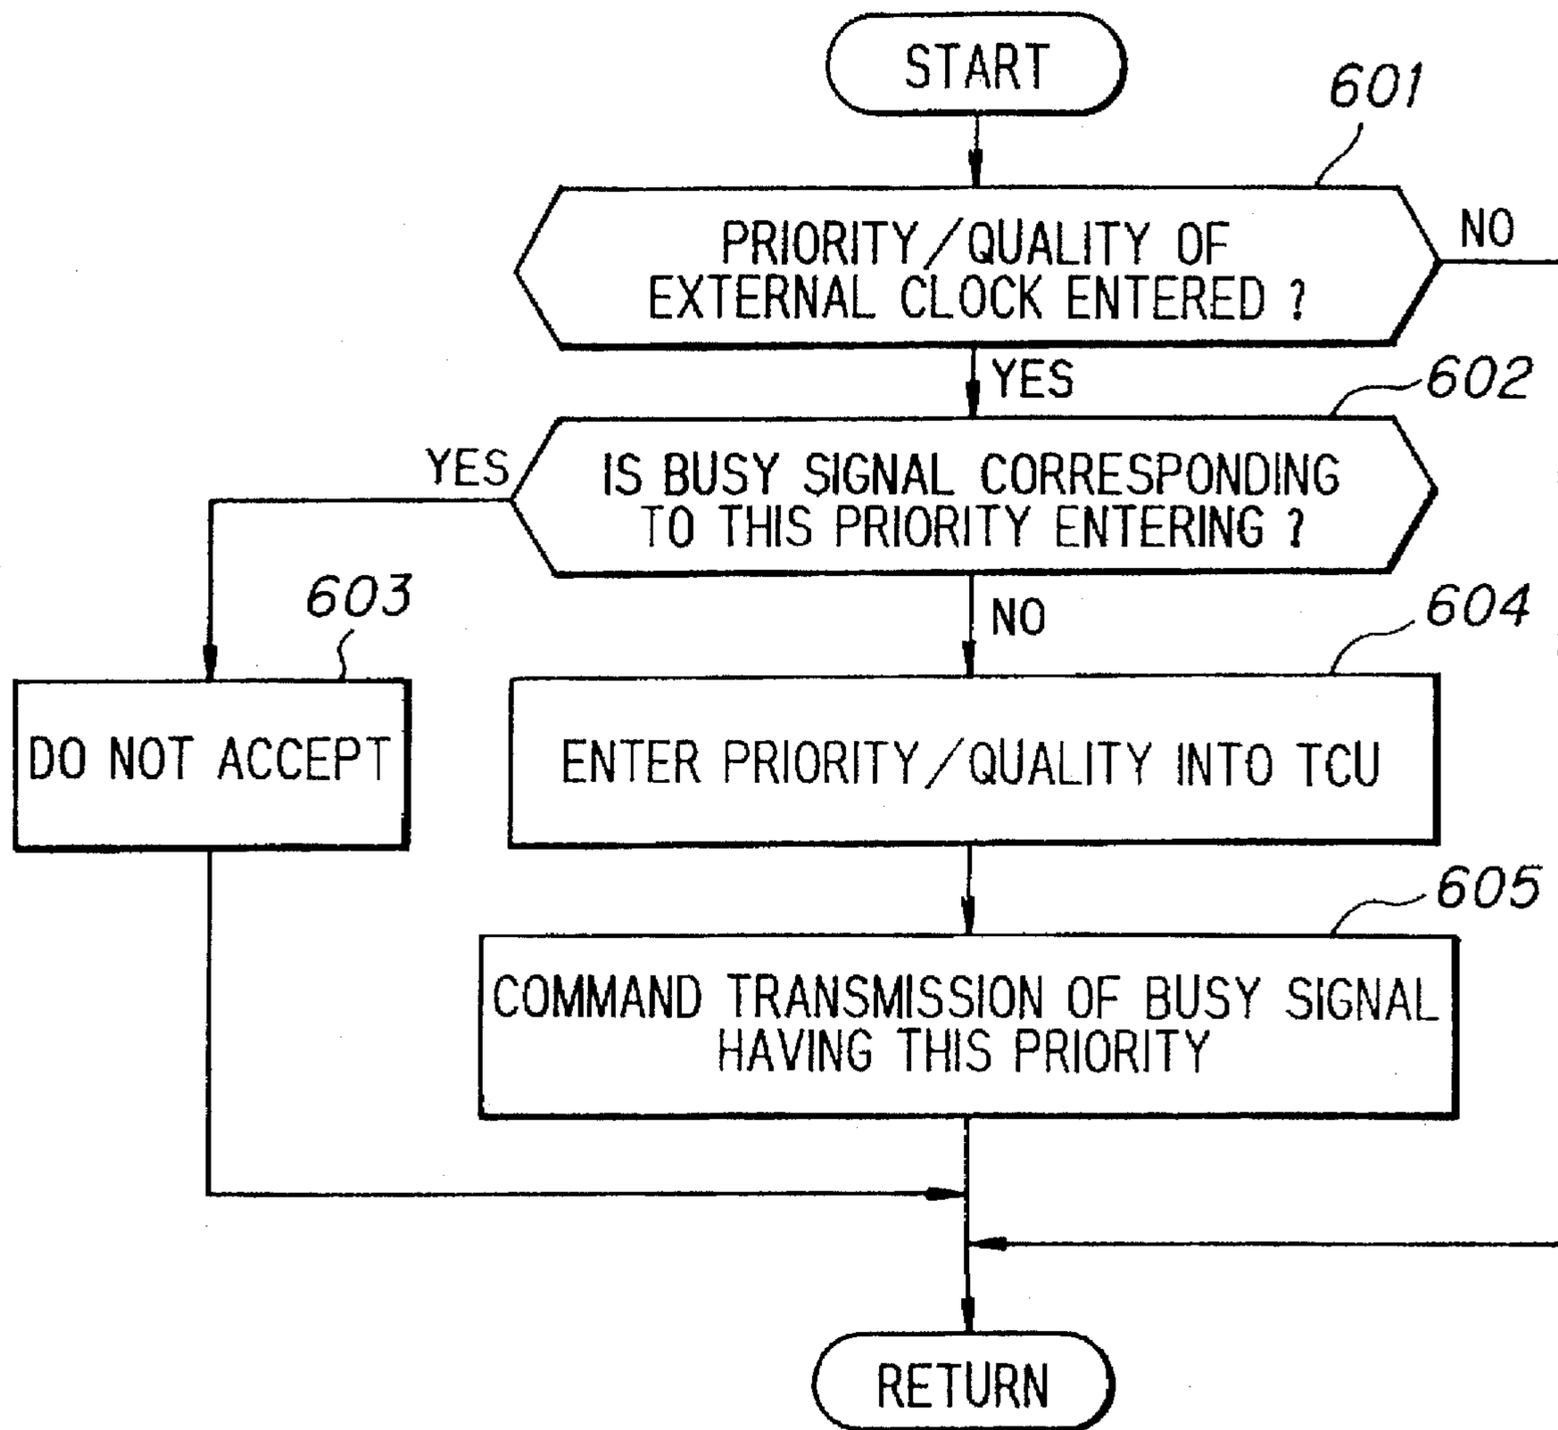 START
601
PRIORITY/QUALITY OF
EXTERNAL CLOCK ENTERED ?
NO
YES
602
YES
IS BUSY SIGNAL CORRESPONDING
TO THIS PRIORITY ENTERING ?
603
NO
604
DO NOT ACCEPT
ENTER PRIORITY/QUALITY INTO TCU
605
COMMAND TRANSMISSION OF BUSY SIGNAL
HAVING THIS PRIORITY
RETURN